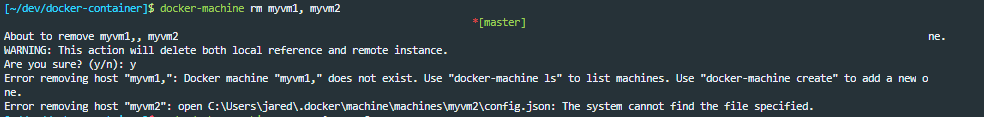 [~/dev/docker-container]$ docker-machine rm myvm1, myvm2
*[master]
About to remove myvm1,, myvm2 ne.
WARNING: This action will delete both local reference and remote instance.
Are you sure? (y/n): y
Error removing host "myvm1,": Docker machine "myvm1," does not exist. Use "docker-machine ls" to list machines. Use "docker-machine create" to add a new o
ne.
Error removing host "myvm2": open C:\Users\jared\.docker\machine\machines\myvm2\config.json: The system cannot find the file specified.